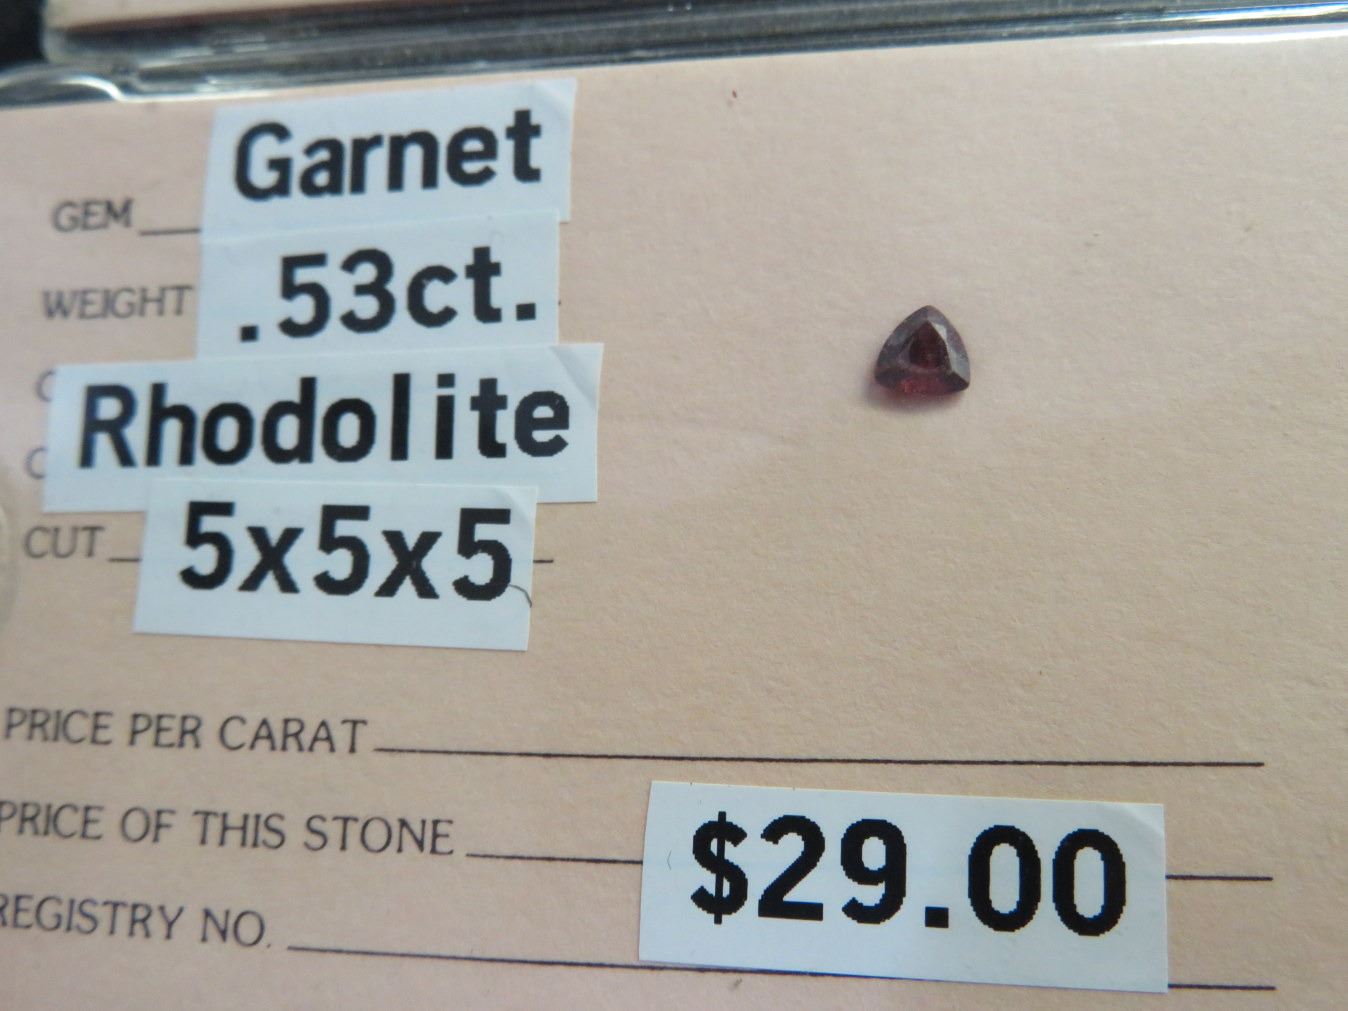 GEM Garnet
WEIGHT .53ct.
Rhodolite
CUT 5x5x5
PRICE PER CARAT
PRICE OF THIS STONE $29.00
REGISTRY NO.